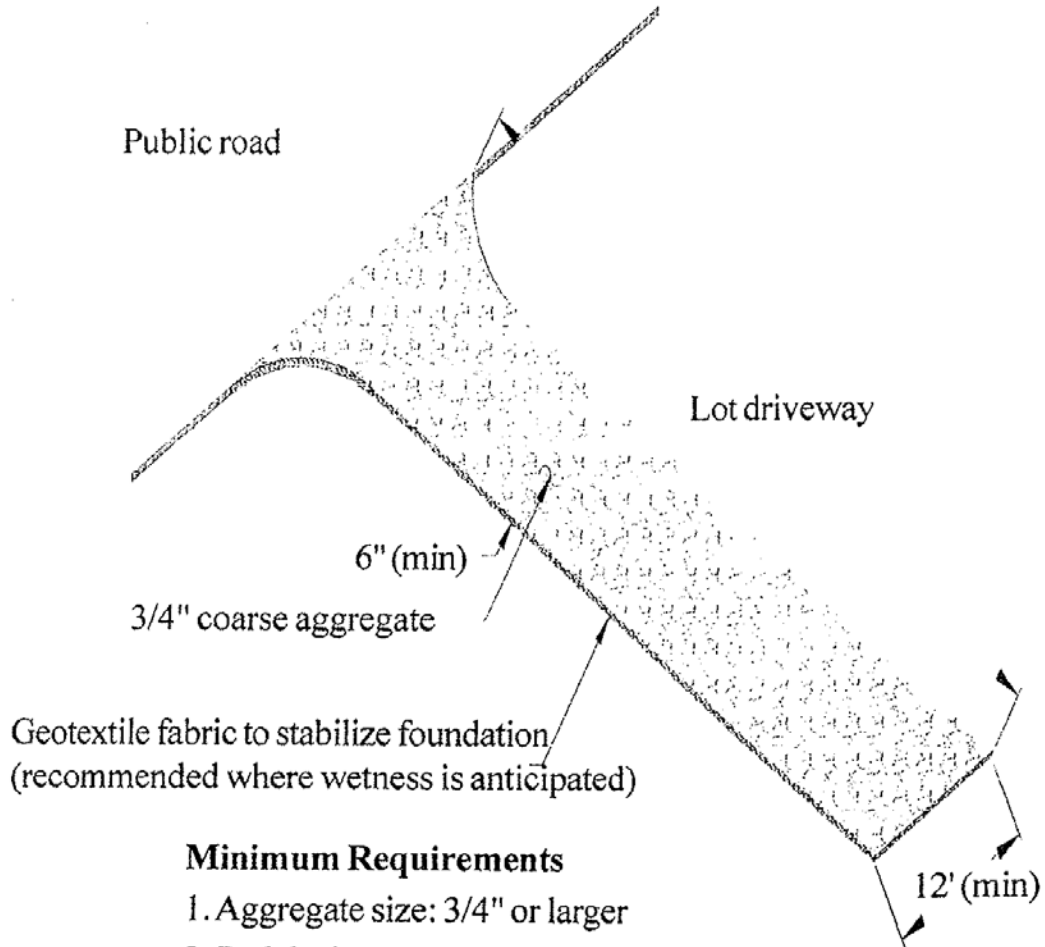 Public road
Lot driveway
6" (min)
3/4" coarse aggregate
Geotextile fabric to stabilize foundation
(recommended where wetness is anticipated)
12' (min)
Minimum Requirements
1. Aggregate size: 3/4" or larger